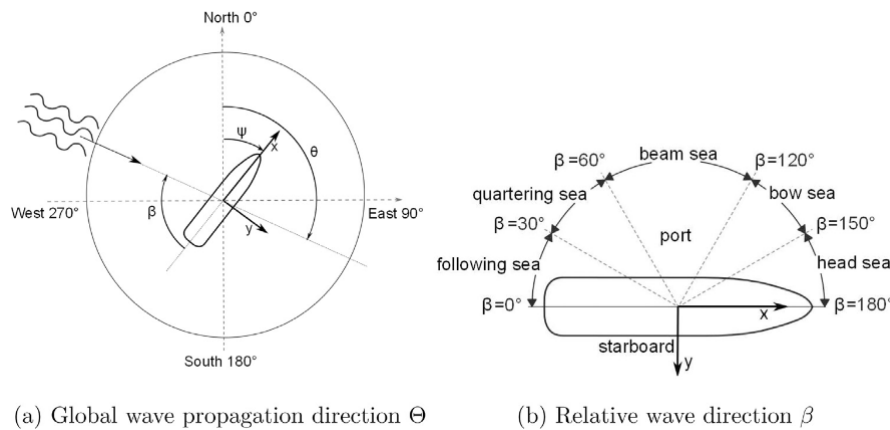 North 0°
ψ
x
θ
β
West 270°
East 90°
y
South 180°
(a) Global wave propagation direction Θ
beam sea
β=60°
β=120°
quartering sea
bow sea
β=30°
port
β=150°
following sea
head sea
β=0°
x
β=180°
starboard
y
(b) Relative wave direction β